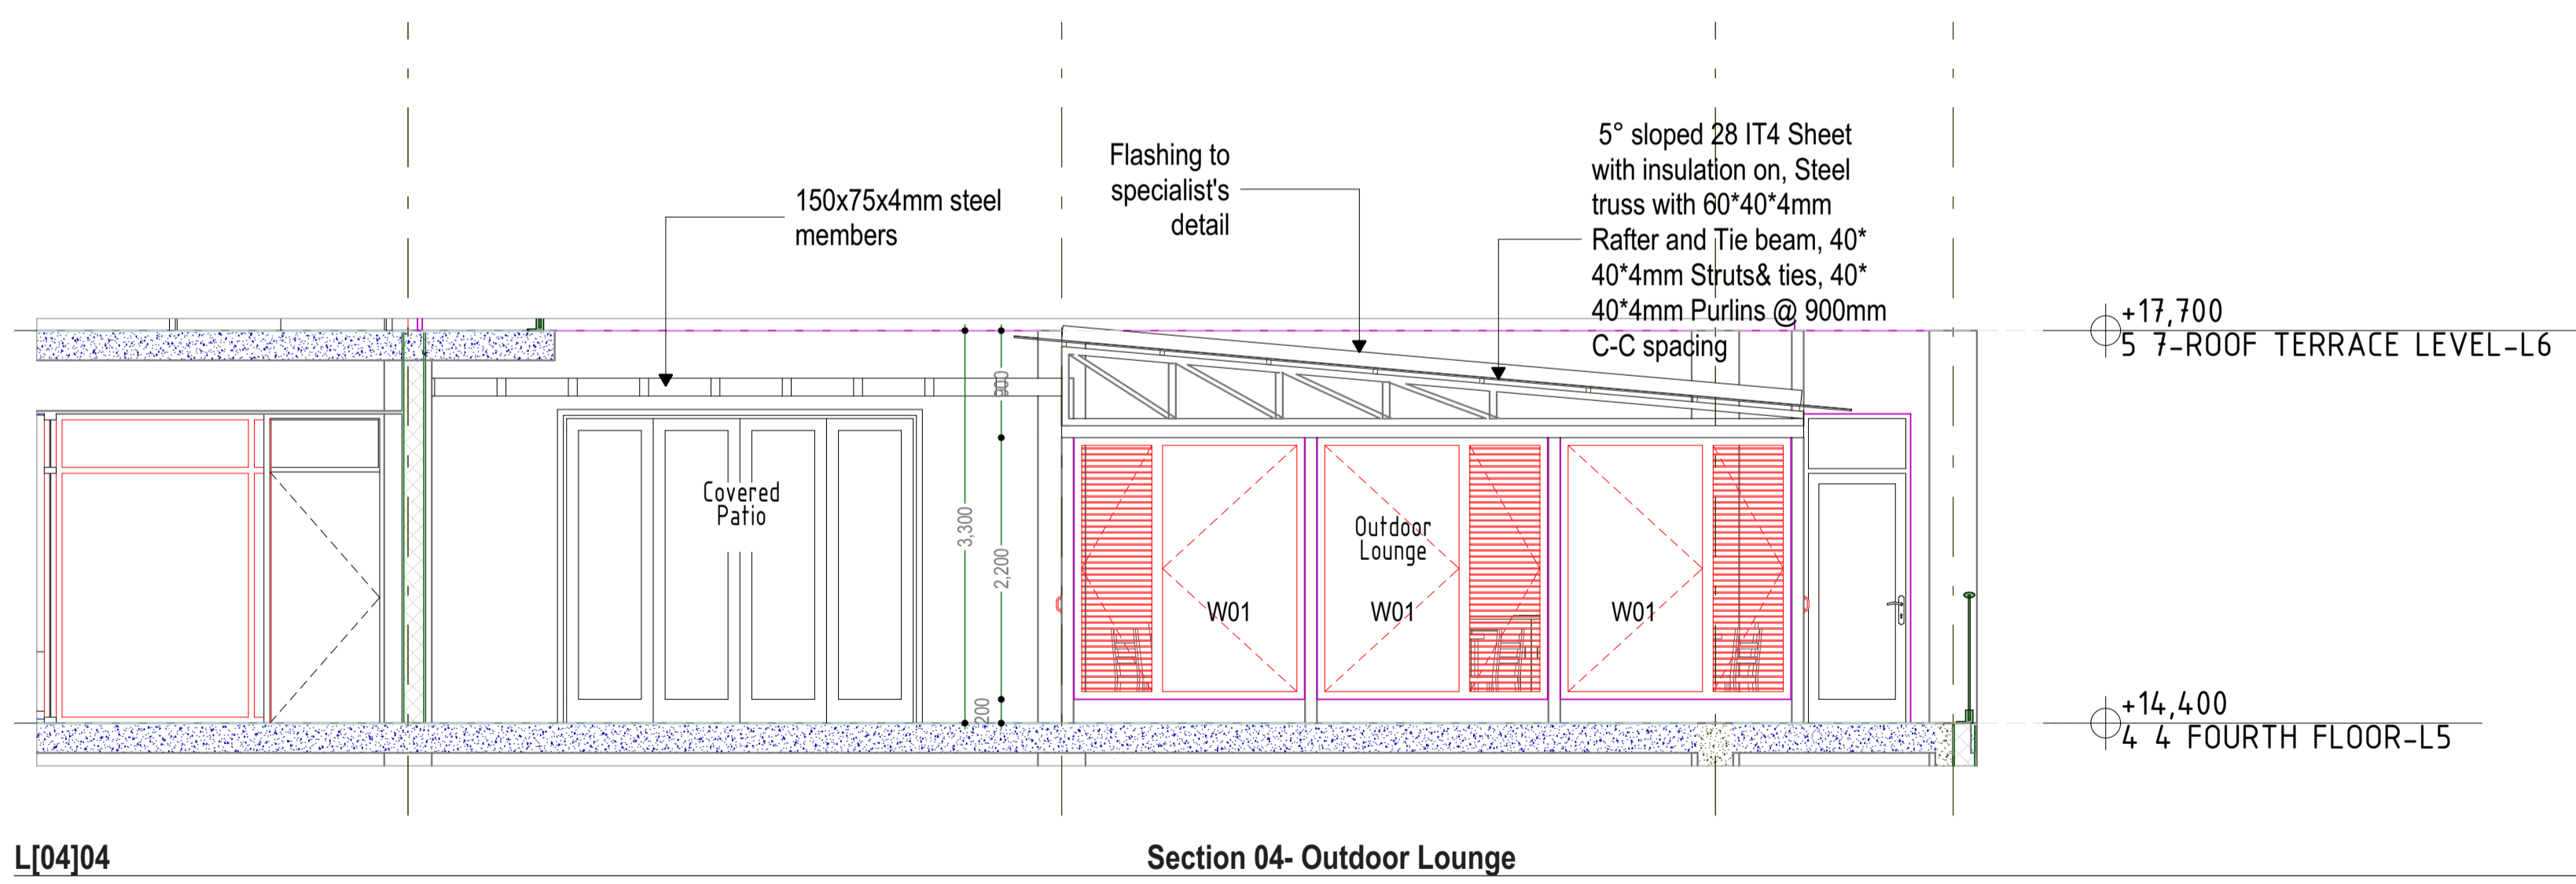 150x75x4mm steel
members
Flashing to
specialist's
detail
5° sloped 28 IT4 Sheet
with insulation on, Steel
truss with 60*40*4mm
Rafter and Tie beam, 40*
40*4mm Struts& ties, 40*
40*4mm Purlins @ 900mm
C-C spacing
+17,700
5 7-ROOF TERRACE LEVEL-L6
900
3,300
2,200
200
Covered
Patio
Outdoor
Lounge
W01
W01
W01
+14,400
4 4 FOURTH FLOOR-L5
L[04]04
Section 04- Outdoor Lounge